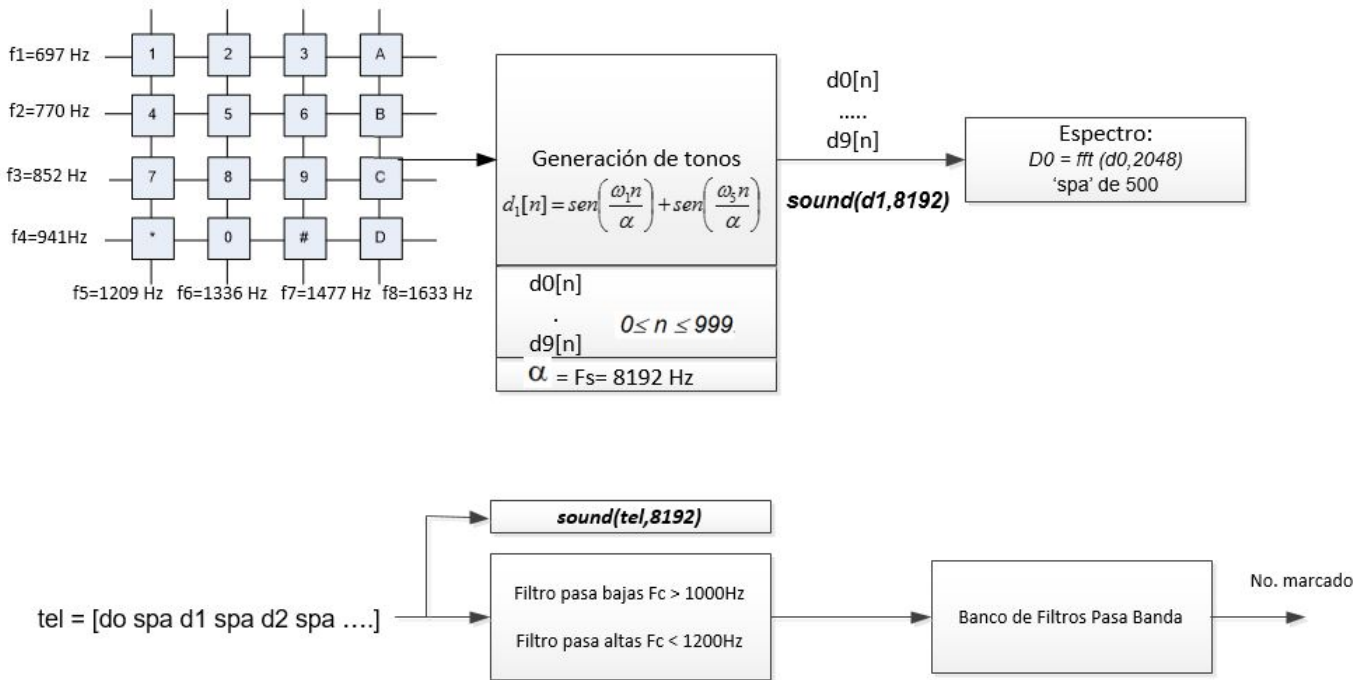 f1=697 Hz
1 2 3 A
f2=770 Hz
4 5 6 B
f3=852 Hz
7 8 9 C
f4=941Hz
* 0 # D
f5=1209 Hz f6=1336 Hz f7=1477 Hz f8=1633 Hz
Generación de tonos
d₁[n]=sen(ω₁n/α)+sen(ω₅n/α)
d0[n]
.
d9[n]
0≤ n ≤ 999
α = Fs= 8192 Hz
d0[n]
.....
d9[n]
sound(d1,8192)
Espectro:
D0 = fft (d0,2048)
'spa' de 500
sound(tel,8192)
tel = [do spa d1 spa d2 spa ….]
Filtro pasa bajas Fc > 1000Hz
Filtro pasa altas Fc < 1200Hz
Banco de Filtros Pasa Banda
No. marcado